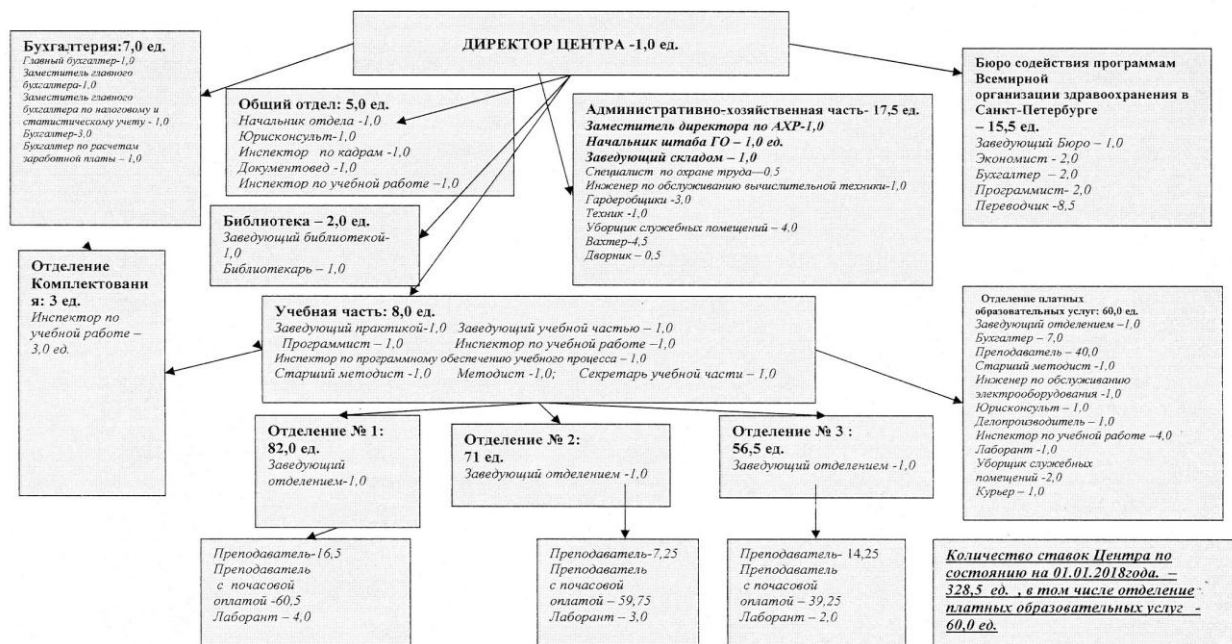 ДИРЕКТОР ЦЕНТРА -1,0 ед.
Бухгалтерия:7,0 ед.
Главный бухгалтер-1,0
Заместитель главного
бухгалтера-1,0
Заместитель главного
бухгалтера по налоговому и
статистическому учету - 1,0
Бухгалтер-3,0
Бухгалтер по расчетам
заработной платы – 1,0
Общий отдел: 5,0 ед.
Начальник отдела -1,0
Юрисконсульт-1,0
Инспектор по кадрам -1,0
Документовед -1,0
Инспектор по учебной работе –1,0
Административно-хозяйственная часть- 17,5 ед.
Заместитель директора по АХР-1,0
Начальник штаба ГО – 1,0 ед.
Заведующий складом – 1,0
Специалист по охране труда—0,5
Инженер по обслуживанию вычислительной техники-1,0
Гардеробщики -3,0
Техник -1,0
Уборщик служебных помещений – 4,0
Вахтер-4,5
Дворник – 0,5
Бюро содействия программам
Всемирной
организации здравоохранения в
Санкт-Петербурге
– 15,5 ед.
Заведующий Бюро – 1,0
Экономист - 2,0
Бухгалтер – 2,0
Программист- 2,0
Переводчик -8,5
Библиотека – 2,0 ед.
Заведующий библиотекой-
1,0
Библиотекарь – 1,0
Отделение
Комплектовани
я: 3 ед.
Инспектор по
учебной работе –
3,0 ед.
Учебная часть: 8,0 ед.
Заведующий практикой-1,0 Заведующий учебной частью – 1,0
Программист – 1,0 Инспектор по учебной работе –1,0
Инспектор по программному обеспечению учебного процесса – 1,0
Старший методист -1,0 Методист -1,0; Секретарь учебной части – 1,0
Отделение платных
образовательных услуг: 60,0 ед.
Заведующий отделением –1,0
Бухгалтер – 7,0
Преподаватель – 40,0
Старший методист -1,0
Инженер по обслуживанию
электрооборудования -1,0
Юрисконсульт – 1,0
Делопроизводитель – 1,0
Инспектор по учебной работе –4,0
Лаборант -1,0
Уборщик служебных
помещений -2,0
Курьер – 1,0
Отделение № 1:
82,0 ед.
Заведующий
отделением-1,0
Отделение № 2:
71 ед.
Заведующий отделением -1,0
Отделение № 3 :
56,5 ед.
Заведующий отделением -1,0
Преподаватель-16,5
Преподаватель
с почасовой
оплатой -60,5
Лаборант – 4,0
Преподаватель-7,25
Преподаватель
с почасовой
оплатой – 59,75
Лаборант – 3,0
Преподаватель- 14,25
Преподаватель
с почасовой
оплатой – 39,25
Лаборант – 2,0
Количество ставок Центра по
состоянию на 01.01.2018года. –
328,5 ед. , в том числе отделение
платных образовательных услуг -
60,0 ед.